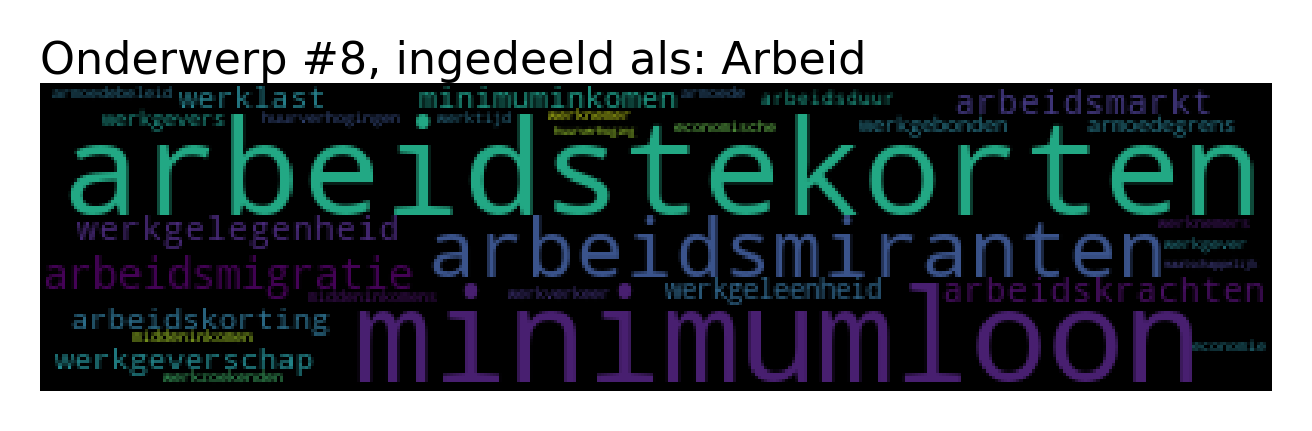 Onderwerp #8, ingedeeld als: Arbeid
armoedebeleid werklast minimuminkomen armoede arbeidsduur arbeidsmarkt
werkgevers huurverhogingen werktijd werknemer economische werkgebonden armoedegrens
huurverhoging
arbeidstekorten
werkgelegenheid arbeidsmiranten werknemers
werkgever
arbeidsmigratie maatschappelijk
middeninkomens werkverkeer werkgeleenheid arbeidskrachten
arbeidskorting minimumloon
middeninkomen
werkgeverschap economie
werkzoekenden